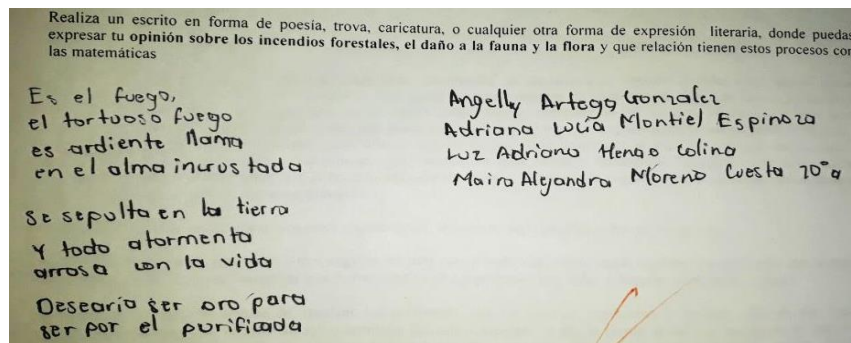 Realiza un escrito en forma de poesía, trova, caricatura, o cualquier otra forma de expresión literaria, donde puedas
expresar tu opinión sobre los incendios forestales, el daño a la fauna y la flora y que relación tienen estos procesos con
las matemáticas
Es el fuego,
el tortuoso fuego
es ardiente llama
en el alma incrustada
se sepulta en la tierra
y todo atormenta
arrosa con la vida
Desearía ser oro para
ser por el purificada
Angelly Artega Gonzalez
Adriana Lucía Montiel Espinoza
Luz Adriana Henao Colina
Maira Alejandra Moreno Cuesta 10°a